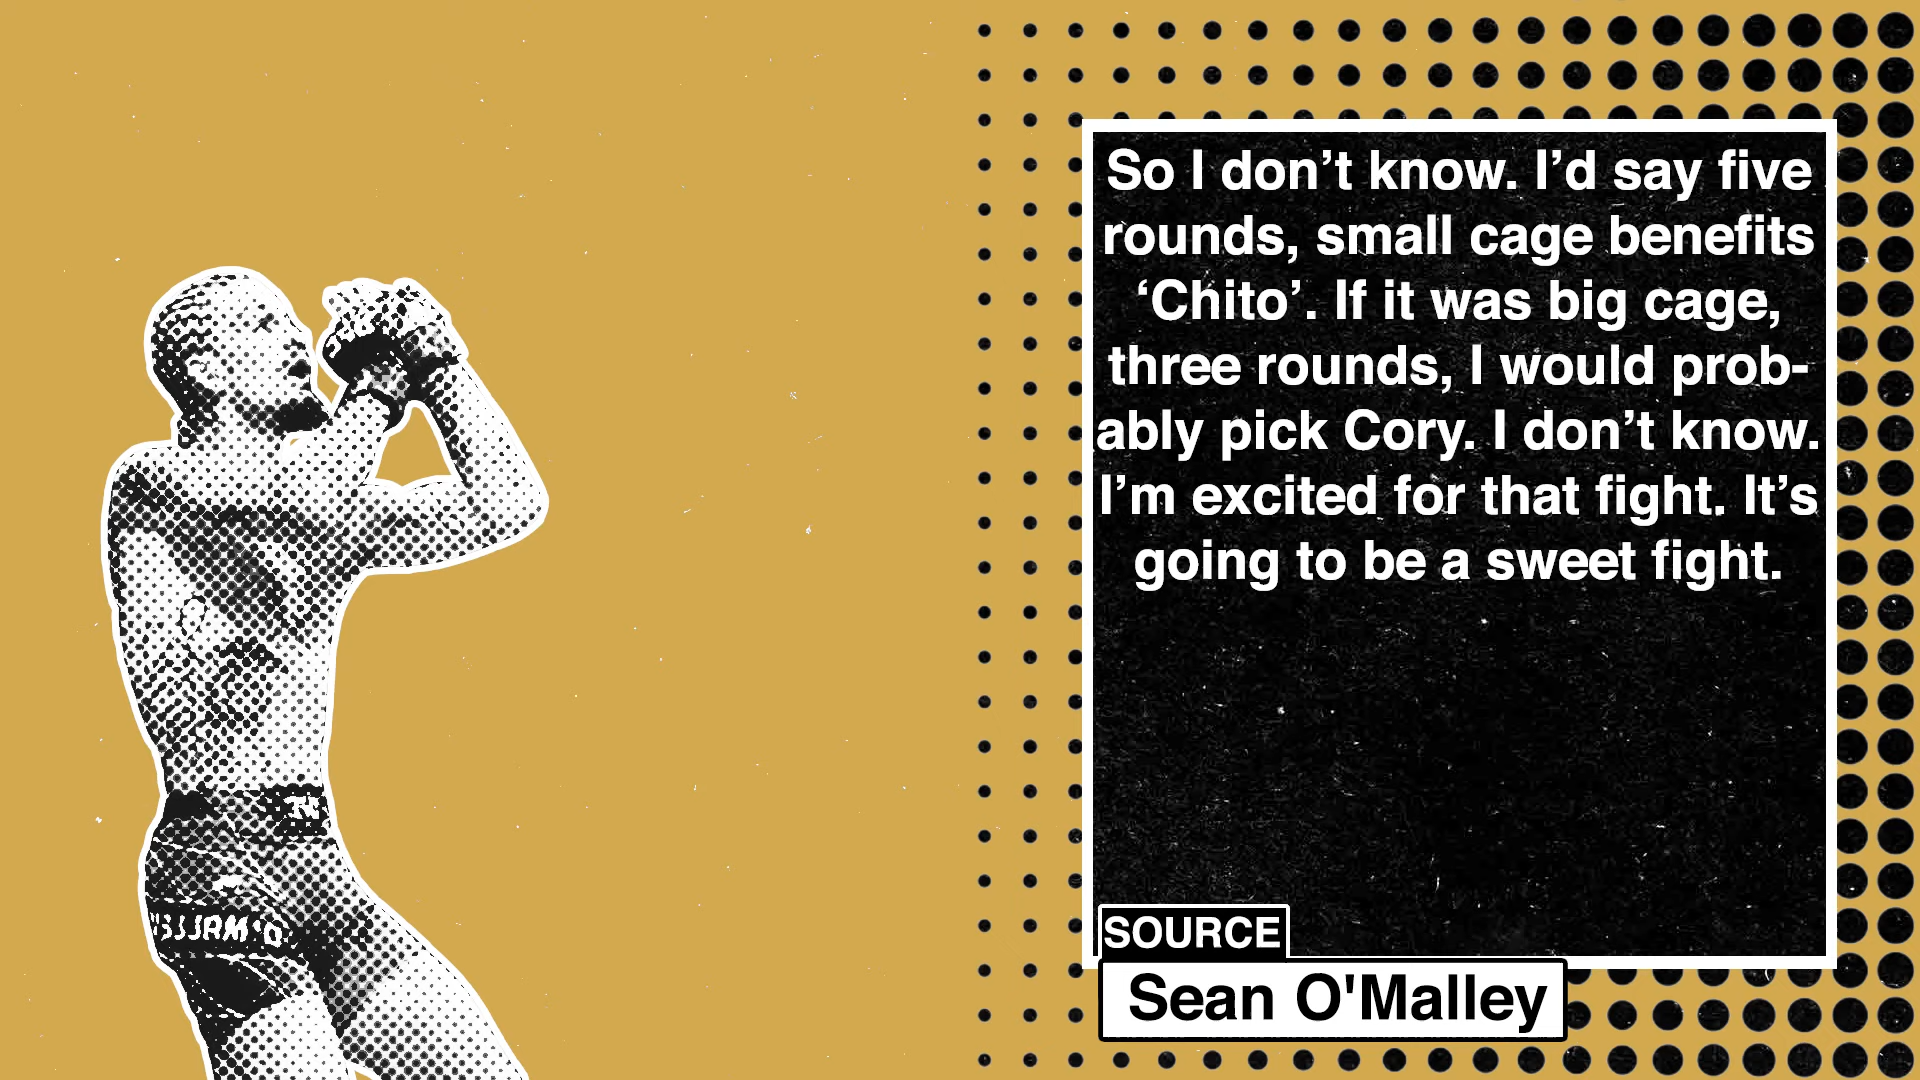 So I don’t know. I’d say five
rounds, small cage benefits
‘Chito’. If it was big cage,
three rounds, I would prob-
ably pick Cory. I don’t know.
I’m excited for that fight. It’s
going to be a sweet fight.
SOURCE
Sean O'Malley